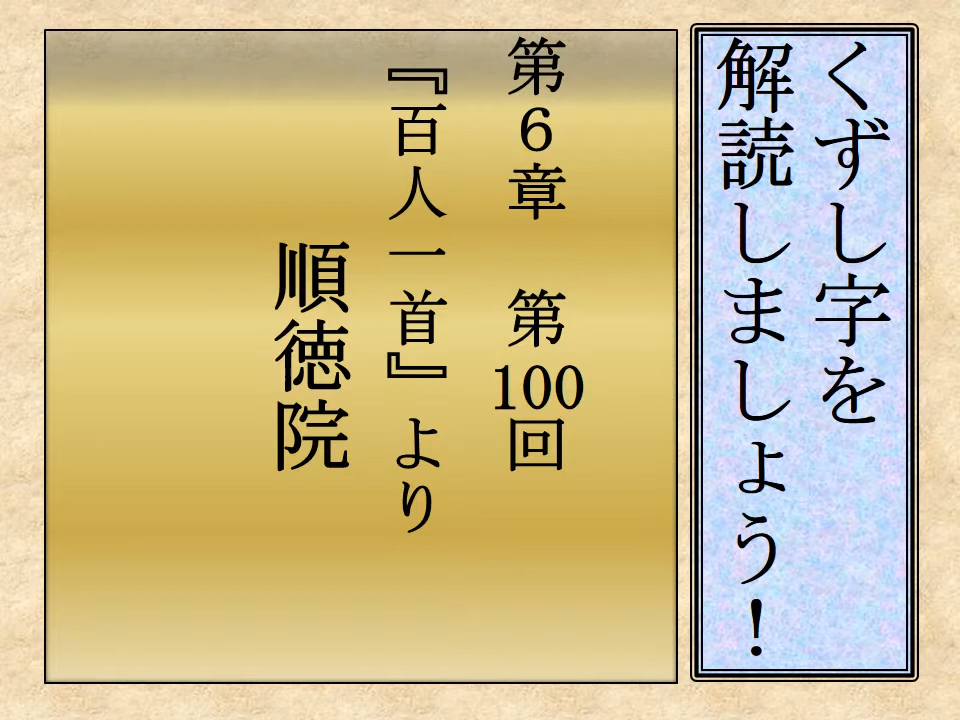 くずし字を
解読しましょう！
第６章　第100回
『百人一首』より
順徳院